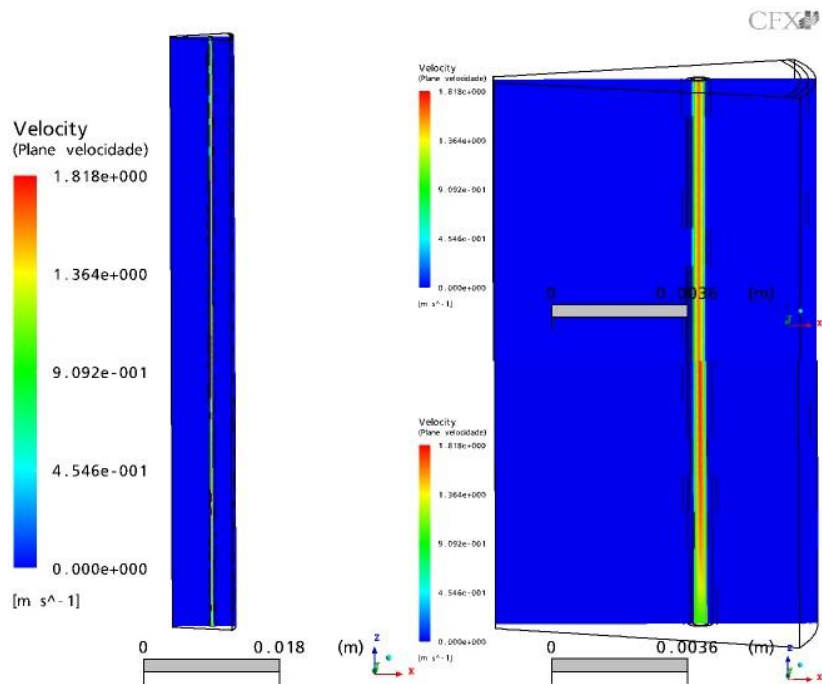 CFX
Velocity
(Plane velocidade)
1.818e+000
1.364e+000
9.092e-001
4.546e-001
0.000e+000
[m s^-1]
0
0.018
(m)
z
x
Velocity
(Plane velocidade)
1.818e+000
1.364e+000
9.092e-001
4.546e-001
0.000e+000
[m s^-1]
0
0.0036
(m)
x
Velocity
(Plane velocidade)
1.818e+000
1.364e+000
9.092e-001
4.546e-001
0.000e+000
[m s^-1]
0
0.0036
(m)
z
x